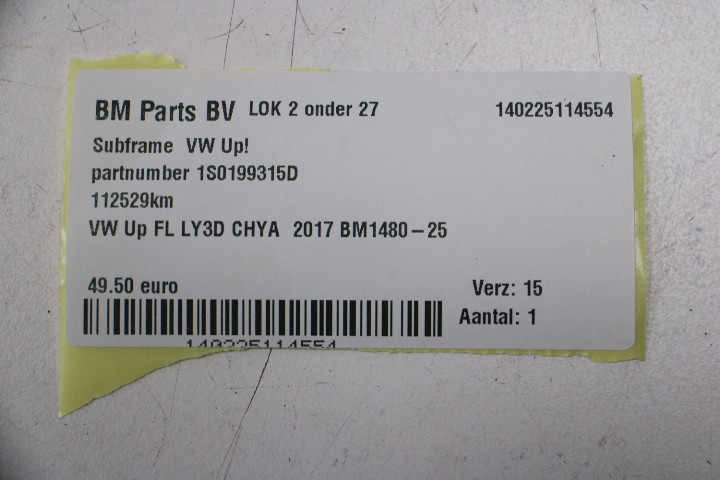 BM Parts BV LOK 2 onder 27 140225114554
Subframe VW Up!
partnumber 1S0199315D
112529km
VW Up FL LY3D CHYA 2017 BM1480-25
49.50 euro Verz: 15
Aantal: 1
140225114554